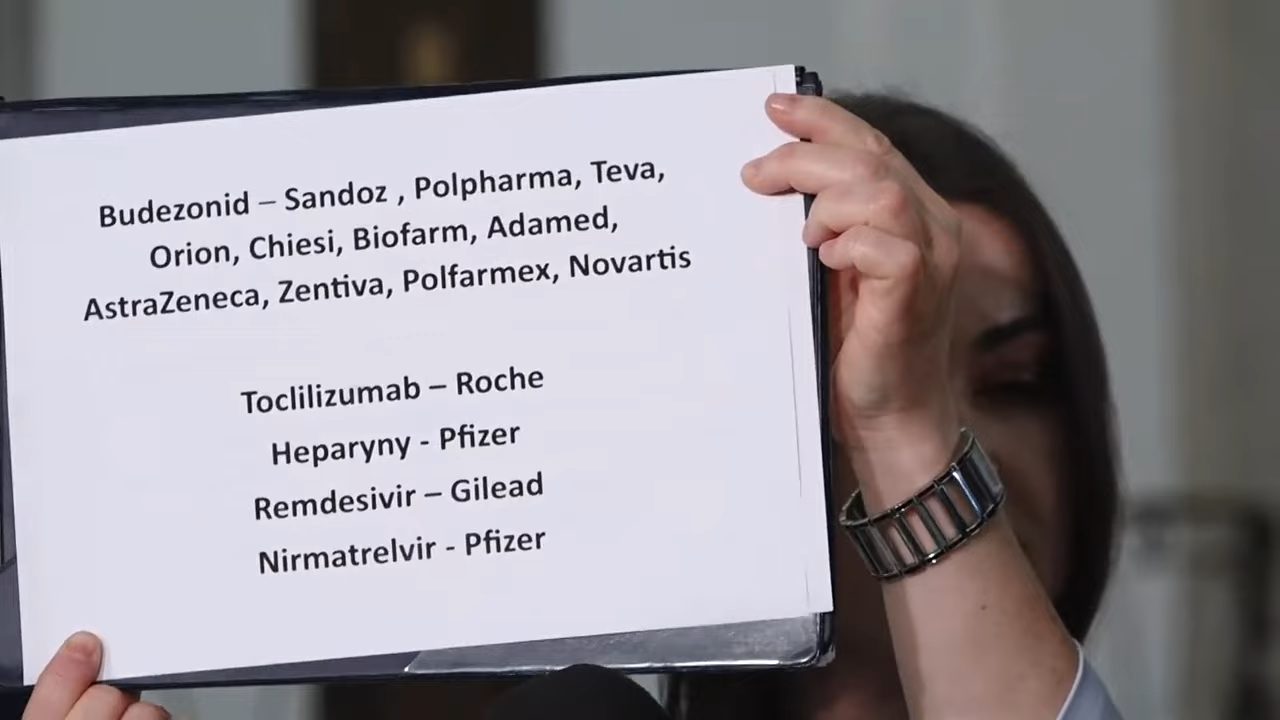 Budezonid – Sandoz , Polpharma, Teva,
Orion, Chiesi, Biofarm, Adamed,
AstraZeneca, Zentiva, Polfarmex, Novartis
Toclilizumab – Roche
Heparyny - Pfizer
Remdesivir – Gilead
Nirmatrelvir - Pfizer